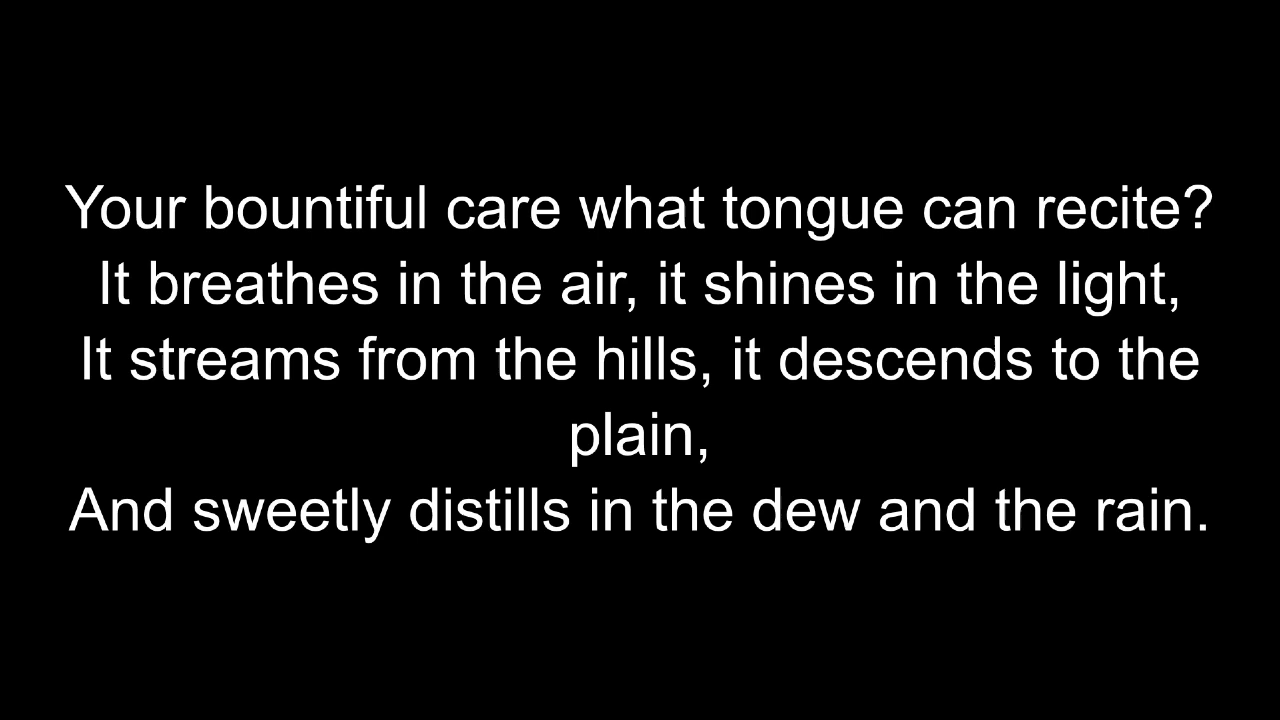 Your bountiful care what tongue can recite?
It breathes in the air, it shines in the light,
It streams from the hills, it descends to the
plain,
And sweetly distills in the dew and the rain.